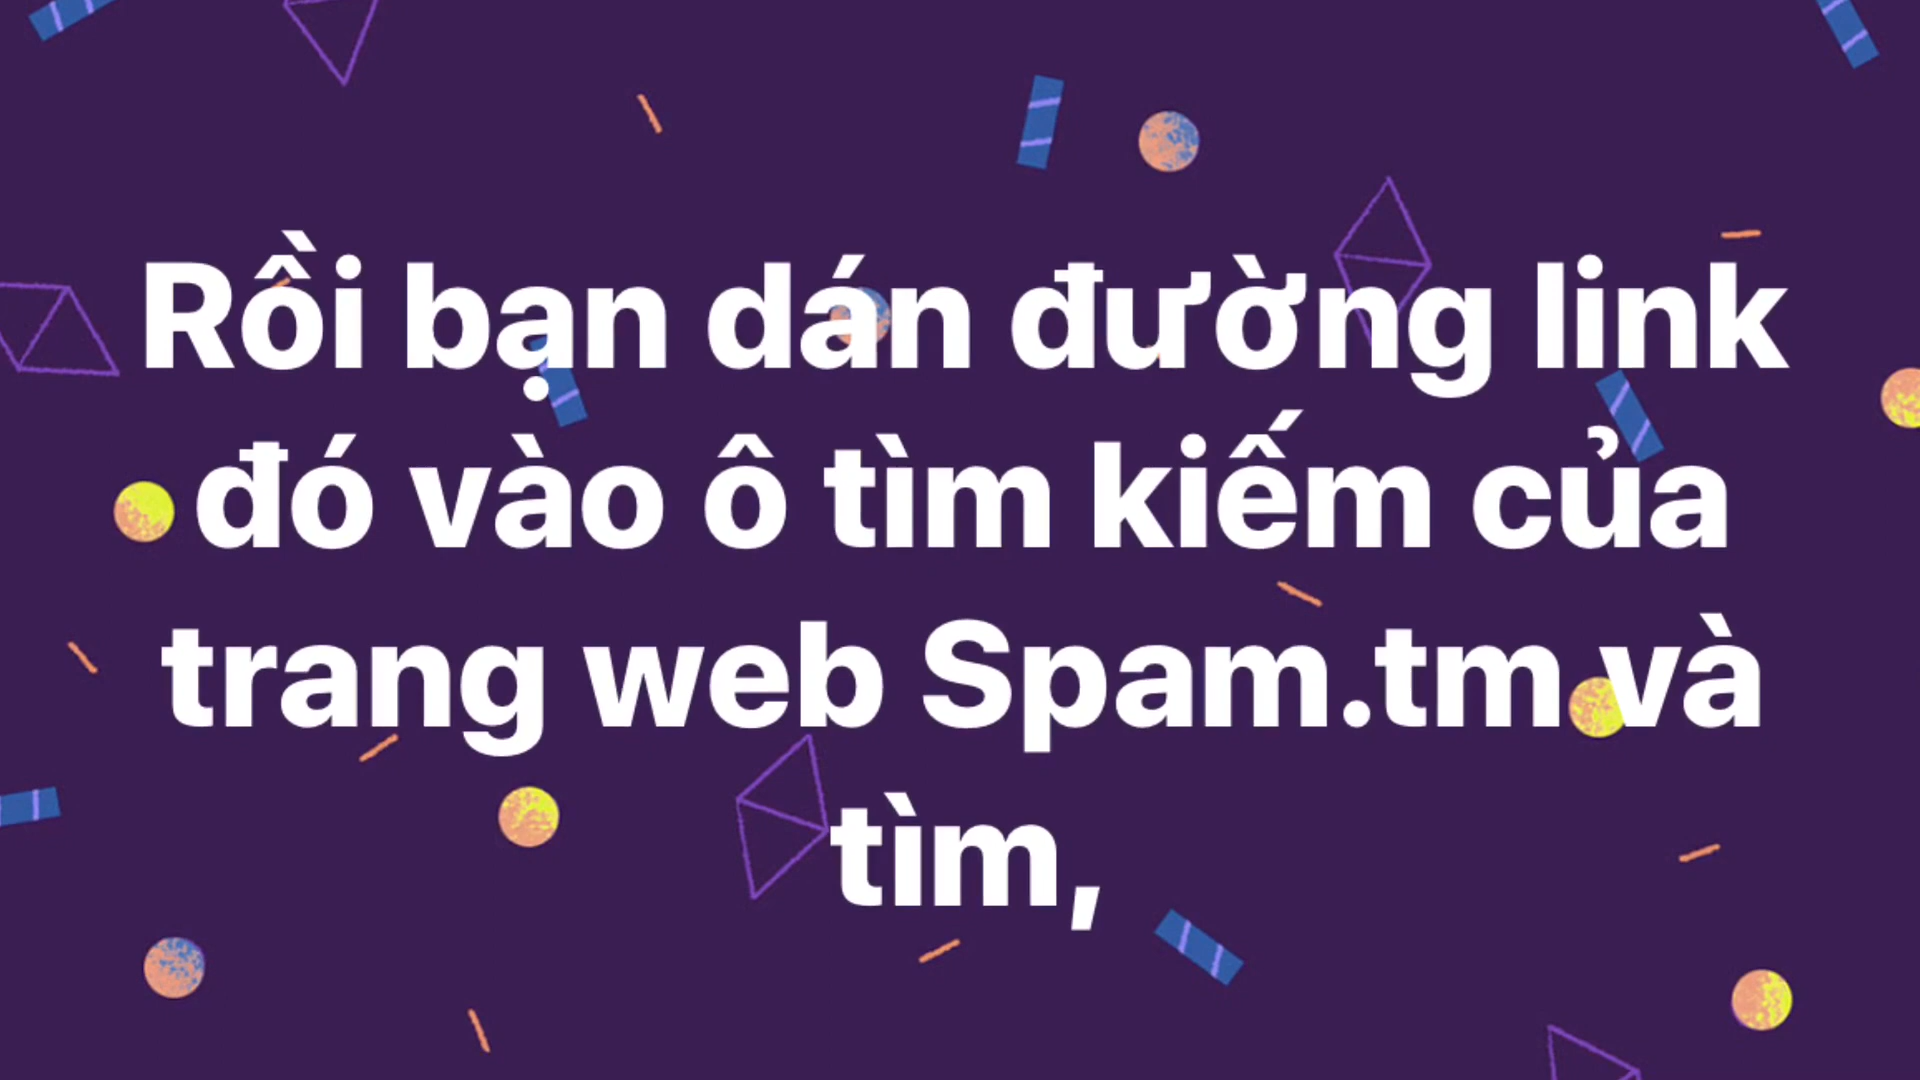 Rồi bạn dán đường link
đó vào ô tìm kiếm của
trang web Spam.tm và
tìm,